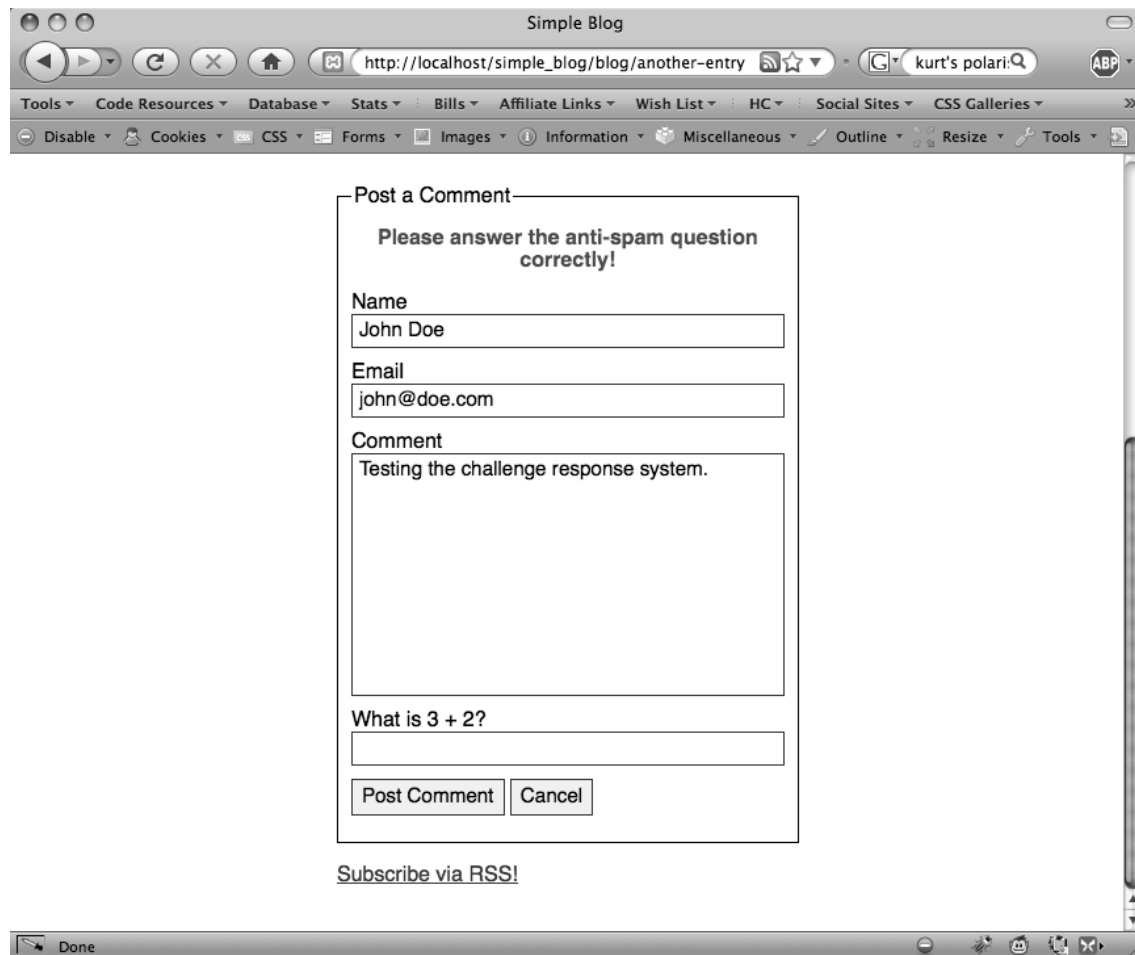 Simple Blog
http://localhost/simple_blog/blog/another-entry G kurt's polari: ABP
Tools Code Resources Database Stats Bills Affiliate Links Wish List HC Social Sites CSS Galleries »
Disable Cookies CSS Forms Images Information Miscellaneous Outline Resize Tools
Post a Comment
Please answer the anti-spam question
correctly!
Name
John Doe
Email
john@doe.com
Comment
Testing the challenge response system.
What is 3 + 2?
Post Comment Cancel
Subscribe via RSS!
Done